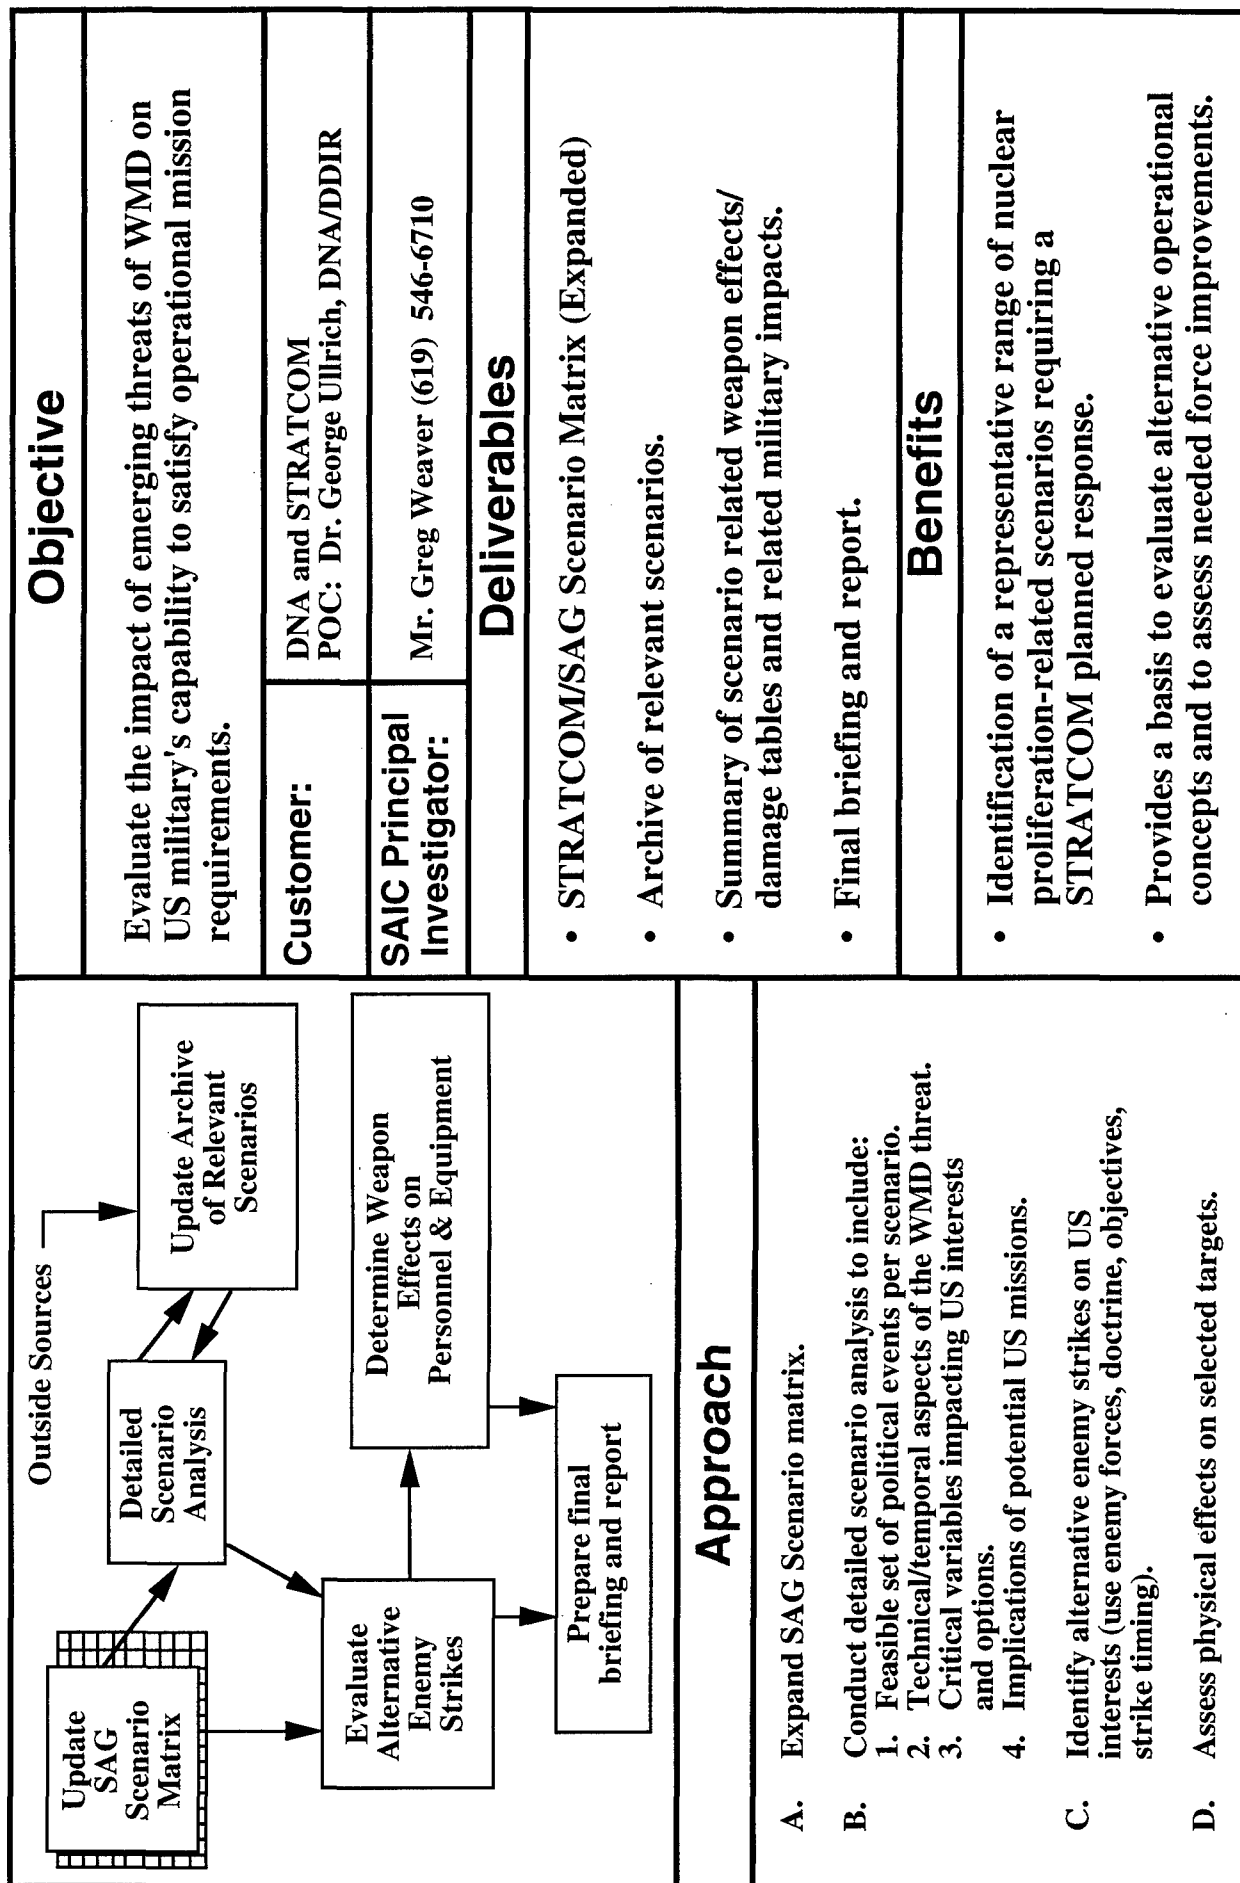 Outside Sources
Update
SAG
Scenario
Matrix
Detailed
Scenario
Analysis
Update Archive
of Relevant
Scenarios
Evaluate
Alternative
Enemy
Strikes
Determine Weapon
Effects on
Personnel & Equipment
Prepare final
briefing and report
Approach
A. Expand SAG Scenario matrix.
B. Conduct detailed scenario analysis to include:
1. Feasible set of political events per scenario.
2. Technical/temporal aspects of the WMD threat.
3. Critical variables impacting US interests
and options.
4. Implications of potential US missions.
C. Identify alternative enemy strikes on US
interests (use enemy forces, doctrine, objectives,
strike timing).
D. Assess physical effects on selected targets.
Objective
Evaluate the impact of emerging threats of WMD on
US military's capability to satisfy operational mission
requirements.
Customer:
DNA and STRATCOM
POC: Dr. George Ullrich, DNA/DDIR
SAIC Principal
Investigator:
Mr. Greg Weaver (619) 546-6710
Deliverables
• STRATCOM/SAG Scenario Matrix (Expanded)
• Archive of relevant scenarios.
• Summary of scenario related weapon effects/
damage tables and related military impacts.
• Final briefing and report.
Benefits
• Identification of a representative range of nuclear
proliferation-related scenarios requiring a
STRATCOM planned response.
• Provides a basis to evaluate alternative operational
concepts and to assess needed force improvements.